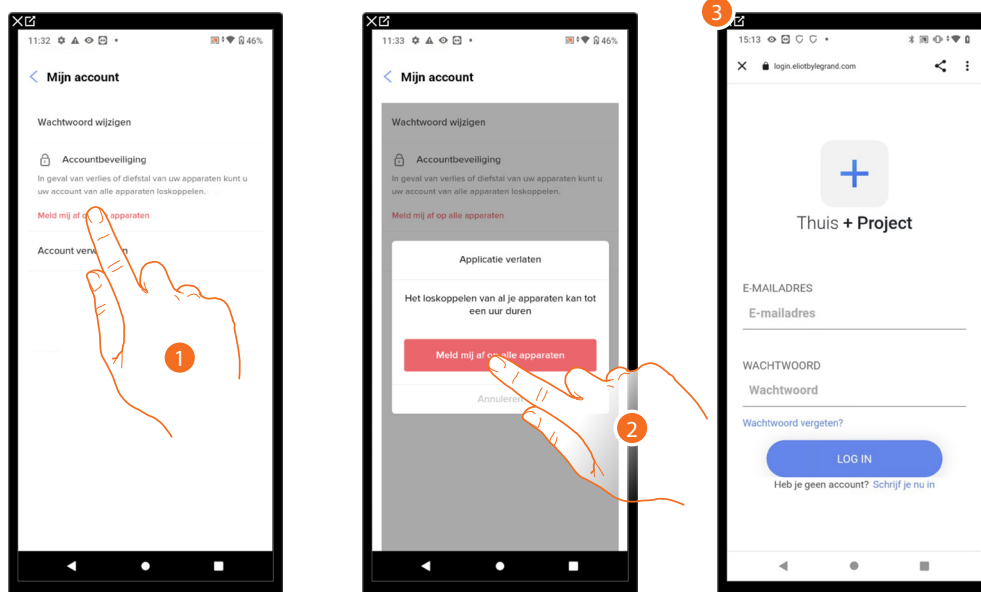 11:32
46%
Mijn account
Wachtwoord wijzigen
Accountbeveiliging
In geval van verlies of diefstal van uw apparaten kunt u
uw account van alle apparaten loskoppelen.
Meld mij af op apparaten
Account
1
11:33
46%
Mijn account
Wachtwoord wijzigen
Accountbeveiliging
In geval van verlies of diefstal van uw apparaten kunt u
uw account van alle apparaten loskoppelen.
Meld mij af op alle apparaten
Applicatie verlaten
Het loskoppelen van al je apparaten kan tot
een uur duren
Meld mij af op alle apparaten
Annuleren
2
3
15:13
login.eliotbylegrand.com
Thuis + Project
E-MAILADRES
E-mailadres
WACHTWOORD
Wachtwoord
Wachtwoord vergeten?
LOG IN
Heb je geen account? Schrijf je nu in